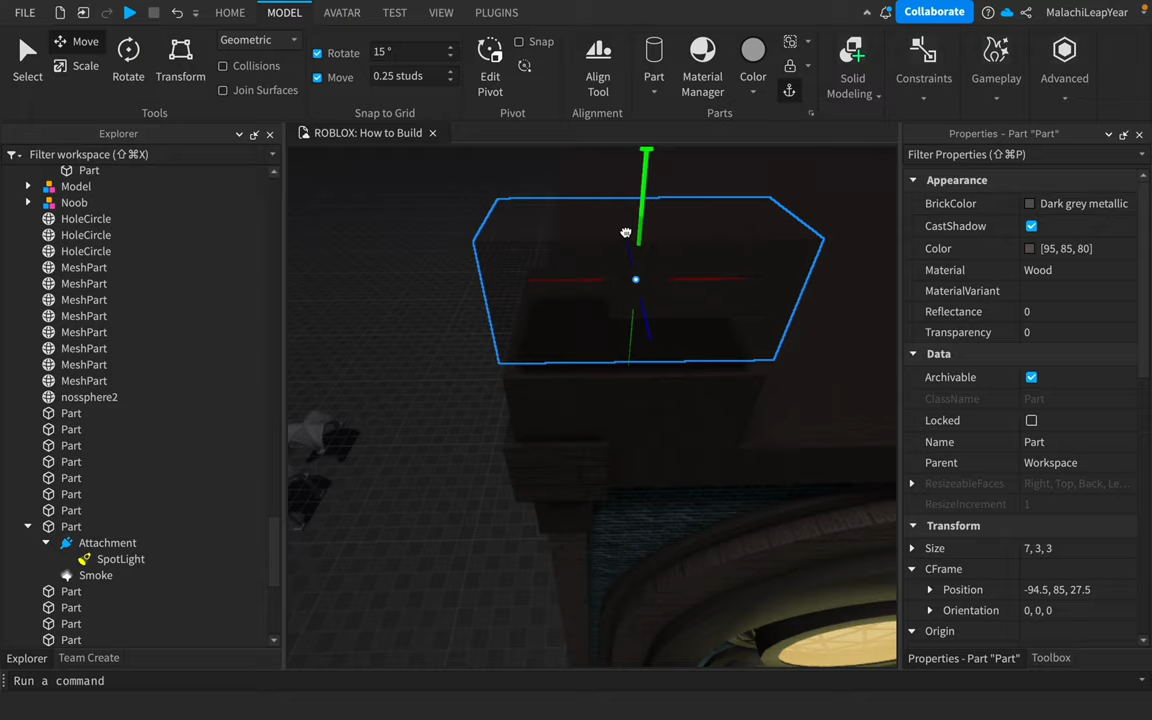 FILE HOME MODEL AVATAR TEST VIEW PLUGINS Collaborate MalachiLeapYear
Select
Move
Scale
Rotate
Transform
Geometric
Collisions
Join Surfaces
Tools
Rotate 15 °
Move 0.25 studs
Snap to Grid
Edit Pivot
Snap
Pivot
Align Tool
Alignment
Part
Material Manager
Color
Parts
Solid Modeling
Constraints
Gameplay
Advanced
Explorer
Filter workspace (⇧⌘X)
Part
Model
Noob
HoleCircle
HoleCircle
HoleCircle
MeshPart
MeshPart
MeshPart
MeshPart
MeshPart
MeshPart
MeshPart
MeshPart
nossphere2
Part
Part
Part
Part
Part
Part
Part
Part
Attachment
SpotLight
Smoke
Part
Part
Part
Part
Explorer Team Create
ROBLOX: How to Build
Properties - Part "Part"
Filter Properties (⇧⌘P)
Appearance
BrickColor Dark grey metallic
CastShadow
Color [95, 85, 80]
Material Wood
MaterialVariant
Reflectance 0
Transparency 0
Data
Archivable
ClassName Part
Locked
Name Part
Parent Workspace
ResizeableFaces Right, Top, Back, Le...
ResizeIncrement 1
Transform
Size 7, 3, 3
CFrame
Position -94.5, 85, 27.5
Orientation 0, 0, 0
Origin
Properties - Part "Part" Toolbox
Run a command